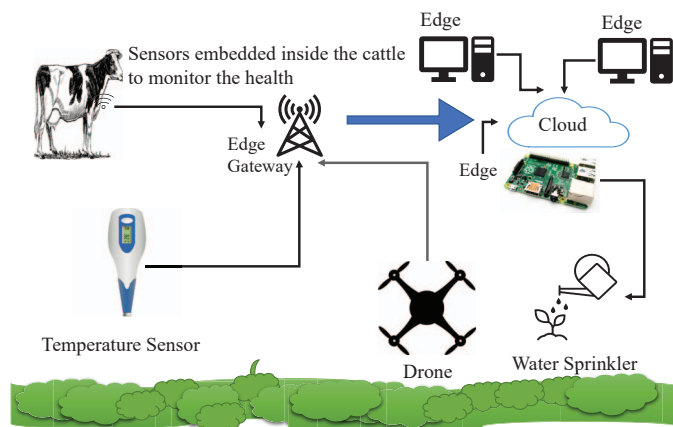 Edge
Edge
Sensors embedded inside the cattle
to monitor the health
Edge
Gateway
Cloud
Edge
Temperature Sensor
Drone
Water Sprinkler